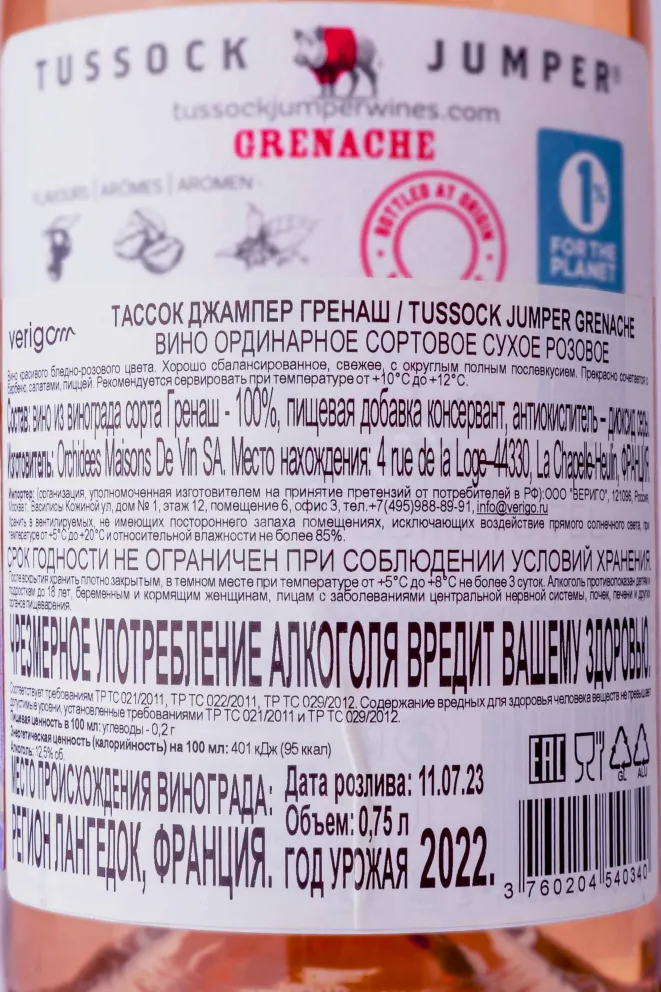 TUSSOCK JUMPER®
tussockjumperwines.com
GRENACHE
FLAVOURS | ARÔMES | AROMEN
BOTTLED AT ORIGIN
1%
FOR THE
PLANET
verigom
ТАССОК ДЖАМПЕР ГРЕНАШ / TUSSOCK JUMPER GRENACHE
ВИНО ОРДИНАРНОЕ СОРТОВОЕ СУХОЕ РОЗОВОЕ
Вино красивого бледно-розового цвета. Хорошо сбалансированное, свежее, с округлым полным послевкусием. Прекрасно сочетается с
барбекю, салатами, пиццей. Рекомендуется сервировать при температуре от +10°С до +12°С.
Состав: вино из винограда сорта Гренаш - 100%, пищевая добавка консервант, антиокислитель – диоксид серы.
Изготовитель: Orchidees Maisons De Vin SA. Место нахождения: 4 rue de la Loge–44330, La Chapelle-Heulin, ФРАНЦИЯ.
Импортер: (организация, уполномоченная изготовителем на принятие претензий от потребителей в РФ):ООО "ВЕРИГО", 121096, Россия,
Москва г. Василисы Кожиной ул, дом № 1, этаж 12, помещение 6, офис 3, тел.+7(495)988-89-91, info@verigo.ru
Хранить в вентилируемых, не имеющих постороннего запаха помещениях, исключающих воздействие прямого солнечного света, при
температуре от +5°С до +20°С и относительной влажности не более 85%.
СРОК ГОДНОСТИ НЕ ОГРАНИЧЕН ПРИ СОБЛЮДЕНИИ УСЛОВИЙ ХРАНЕНИЯ.
После вскрытия хранить плотно закрытым, в темном месте при температуре от +5°С до +8°С не более 3 суток. Алкоголь противопоказан детям и
подросткам до 18 лет, беременным и кормящим женщинам, лицам с заболеваниями центральной нервной системы, почек, печени и других
органов пищеварения.
ЧРЕЗМЕРНОЕ УПОТРЕБЛЕНИЕ АЛКОГОЛЯ ВРЕДИТ ВАШЕМУ ЗДОРОВЬЮ.
Соответствует требованиям ТР ТС 021/2011, ТР ТС 022/2011, ТР ТС 029/2012. Содержание вредных для здоровья человека веществ не превышает
допустимые уровни, установленные требованиями ТР ТС 021/2011 и ТР ТС 029/2012.
Пищевая ценность в 100 мл: углеводы - 0,2 г
Энергетическая ценность (калорийность) на 100 мл: 401 кДж (95 ккал)
Алкоголь: 12,5% об.
МЕСТО ПРОИСХОЖДЕНИЯ ВИНОГРАДА:
РЕГИОН ЛАНГЕДОК, ФРАНЦИЯ.
Дата розлива: 11.07.23
Объем: 0,75 л
ГОД УРОЖАЯ 2022.
EAC
GL ALU
3 760204 540340